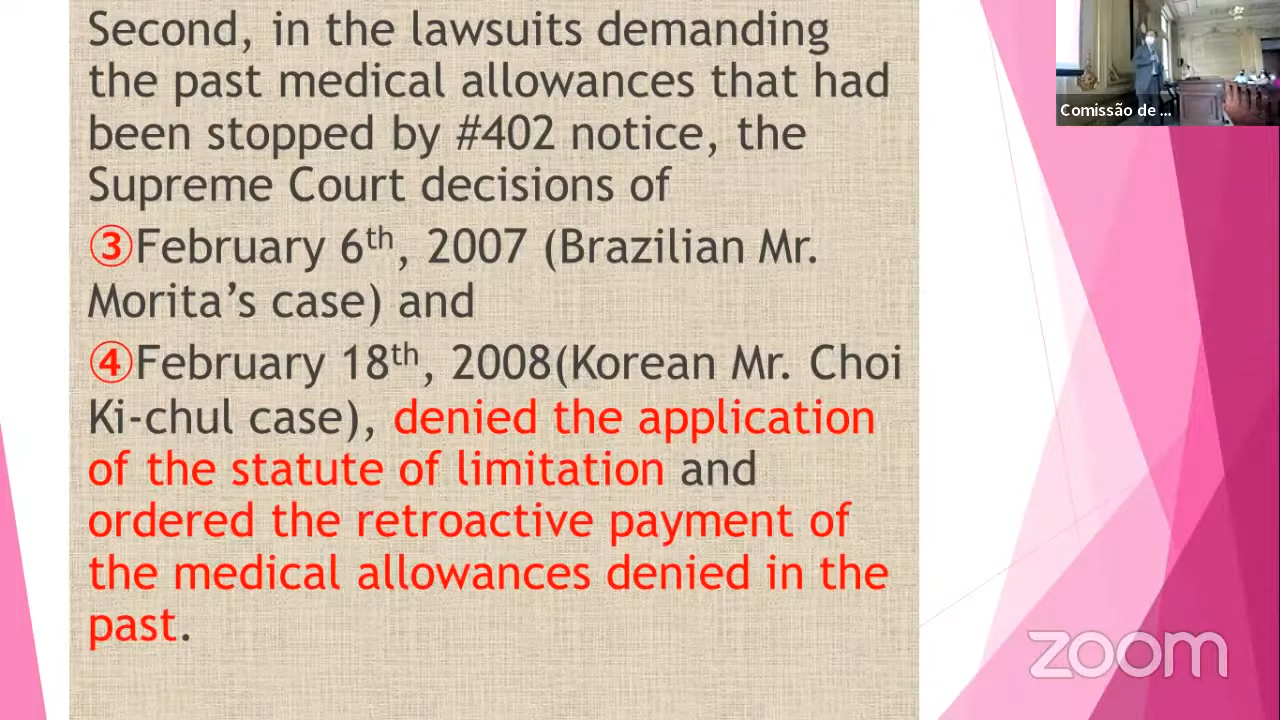 Second, in the lawsuits demanding
the past medical allowances that had
been stopped by #402 notice, the
Supreme Court decisions of
③February 6th, 2007 (Brazilian Mr.
Morita’s case) and
④February 18th, 2008(Korean Mr. Choi
Ki-chul case), denied the application
of the statute of limitation and
ordered the retroactive payment of
the medical allowances denied in the
past.
Comissão de ...
zoom